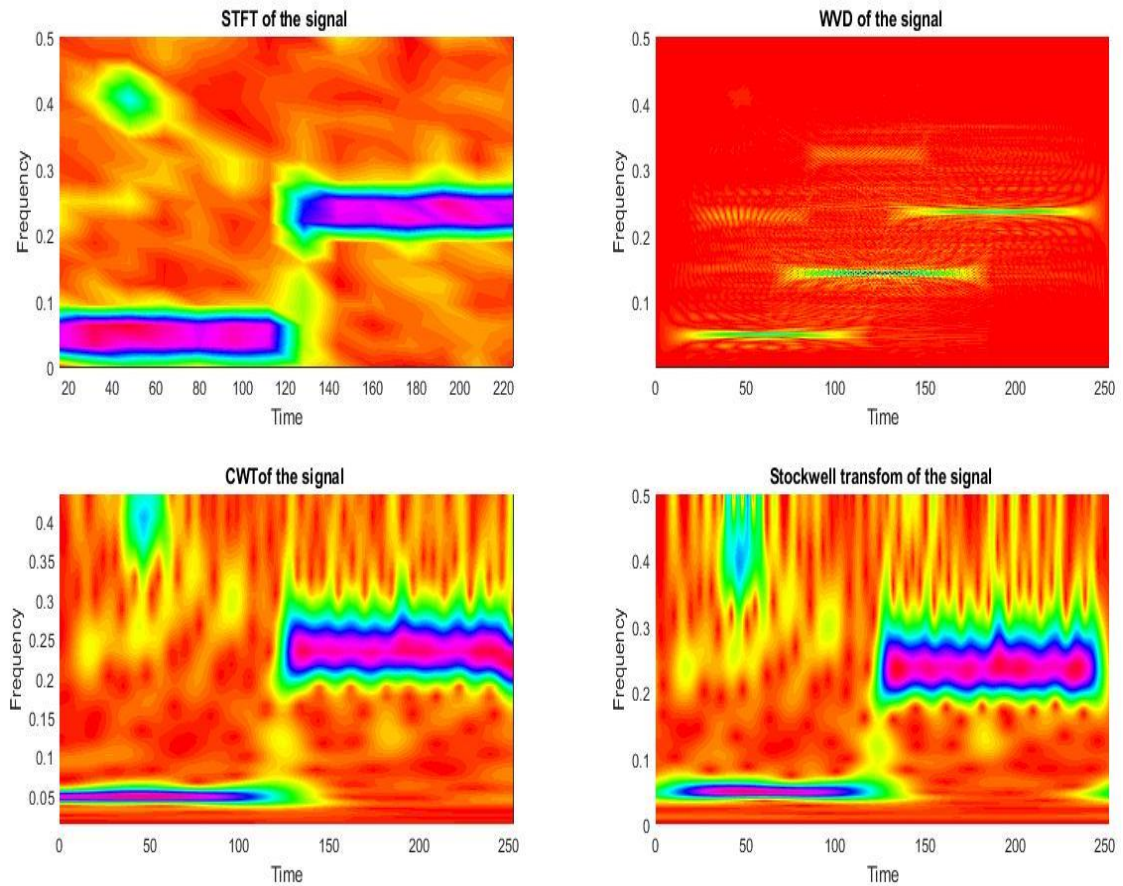 STFT of the signal
0.5
0.4
0.3
0.2
0.1
0
Frequency
20 40 60 80 100 120 140 160 180 200 220
Time
WVD of the signal
0.5
0.4
0.3
0.2
0.1
Frequency
0 50 100 150 200 250
Time
CWTof the signal
0.4
0.35
0.3
0.25
0.2
0.15
0.1
0.05
Frequency
0 50 100 150 200 250
Time
Stockwell transfom of the signal
0.5
0.4
0.3
0.2
0.1
0
Frequency
0 50 100 150 200 250
Time